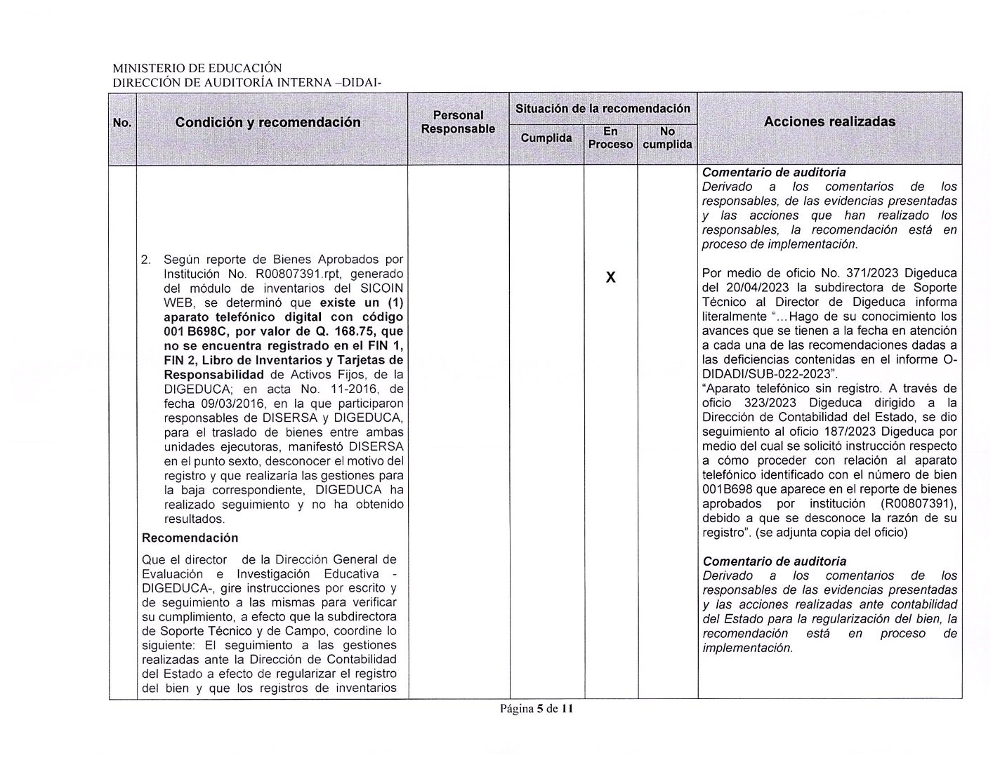 MINISTERIO DE EDUCACIÓN
DIRECCIÓN DE AUDITORÍA INTERNA –DIDAI-
No.
Condición y recomendación
Personal
Responsable
Situación de la recomendación
Cumplida
En
Proceso
No
cumplida
Acciones realizadas
2. Según reporte de Bienes Aprobados por
Institución No. R00807391.rpt, generado
del módulo de inventarios del SICOIN
WEB, se determinó que existe un (1)
aparato telefónico digital con código
001 B698C, por valor de Q. 168.75, que
no se encuentra registrado en el FIN 1,
FIN 2, Libro de Inventarios y Tarjetas de
Responsabilidad de Activos Fijos, de la
DIGEDUCA; en acta No. 11-2016, de
fecha 09/03/2016, en la que participaron
responsables de DISERSA y DIGEDUCA,
para el traslado de bienes entre ambas
unidades ejecutoras, manifestó DISERSA
en el punto sexto, desconocer el motivo del
registro y que realizaría las gestiones para
la baja correspondiente, DIGEDUCA ha
realizado seguimiento y no ha obtenido
resultados.
Recomendación
Que el director de la Dirección General de
Evaluación e Investigación Educativa -
DIGEDUCA-, gire instrucciones por escrito y
de seguimiento a las mismas para verificar
su cumplimiento, a efecto que la subdirectora
de Soporte Técnico y de Campo, coordine lo
siguiente: El seguimiento a las gestiones
realizadas ante la Dirección de Contabilidad
del Estado a efecto de regularizar el registro
del bien y que los registros de inventarios
X
Comentario de auditoria
Derivado a los comentarios de los
responsables, de las evidencias presentadas
y las acciones que han realizado los
responsables, la recomendación está en
proceso de implementación.
Por medio de oficio No. 371/2023 Digeduca
del 20/04/2023 la subdirectora de Soporte
Técnico al Director de Digeduca informa
literalmente “…Hago de su conocimiento los
avances que se tienen a la fecha en atención
a cada una de las recomendaciones dadas a
las deficiencias contenidas en el informe O-
DIDADI/SUB-022-2023”.
“Aparato telefónico sin registro. A través de
oficio 323/2023 Digeduca dirigido a la
Dirección de Contabilidad del Estado, se dio
seguimiento al oficio 187/2023 Digeduca por
medio del cual se solicitó instrucción respecto
a cómo proceder con relación al aparato
telefónico identificado con el número de bien
001B698 que aparece en el reporte de bienes
aprobados por institución (R00807391),
debido a que se desconoce la razón de su
registro”. (se adjunta copia del oficio)
Comentario de auditoria
Derivado a los comentarios de los
responsables de las evidencias presentadas
y las acciones realizadas ante contabilidad
del Estado para la regularización del bien, la
recomendación está en proceso de
implementación.
Página 5 de 11